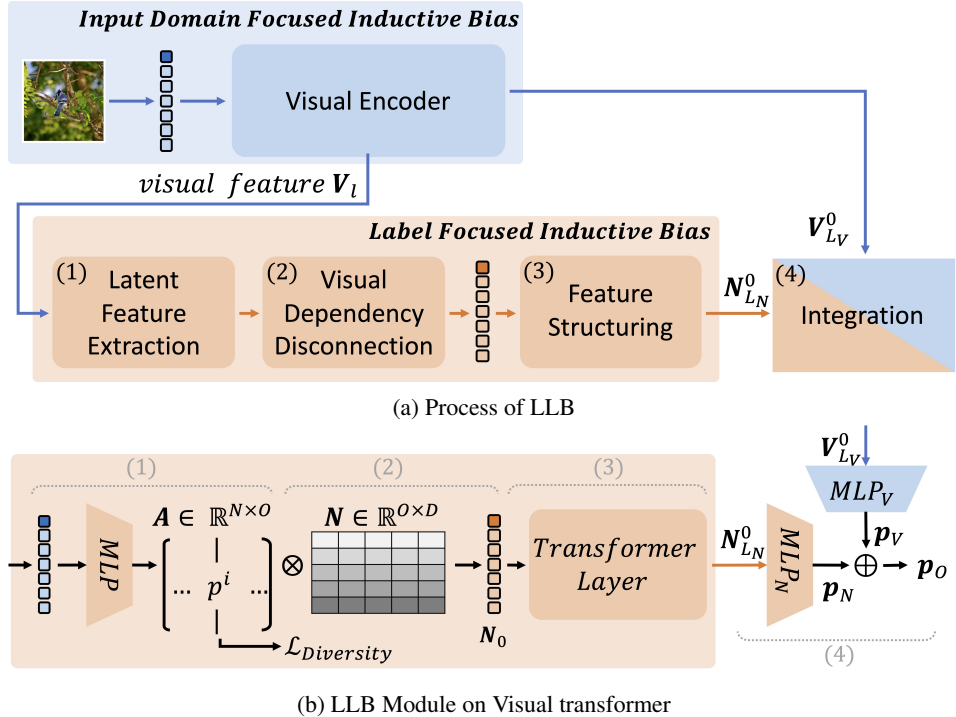 Input Domain Focused Inductive Bias
Visual Encoder
visual feature V_l
Label Focused Inductive Bias
V^0_{L_V}
(1) Latent
Feature
Extraction
(2) Visual
Dependency
Disconnection
(3) Feature
Structuring
N^0_{L_N}
(4)
Integration
(a) Process of LLB
(1)
(2)
(3)
V^0_{L_V}
MLP_V
A ∈ ℝ^{N×O}
N ∈ ℝ^{O×D}
MLP
... p^i ...
⊗
Transformer
Layer
N^0_{L_N}
MLP_N
p_V
⊕
p_O
p_N
N_0
ℒ_{Diversity}
(4)
(b) LLB Module on Visual transformer